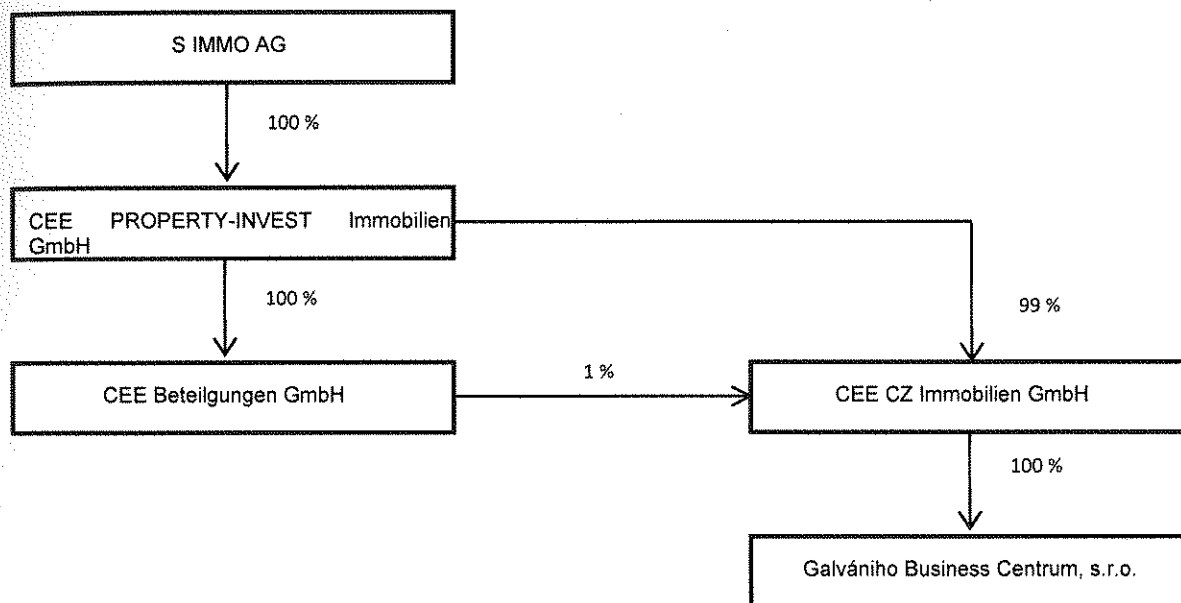 S IMMO AG
100 %
CEE PROPERTY-INVEST Immobilien
GmbH
100 %
99 %
CEE Beteilgungen GmbH
1 %
CEE CZ Immobilien GmbH
100 %
Galvániho Business Centrum, s.r.o.